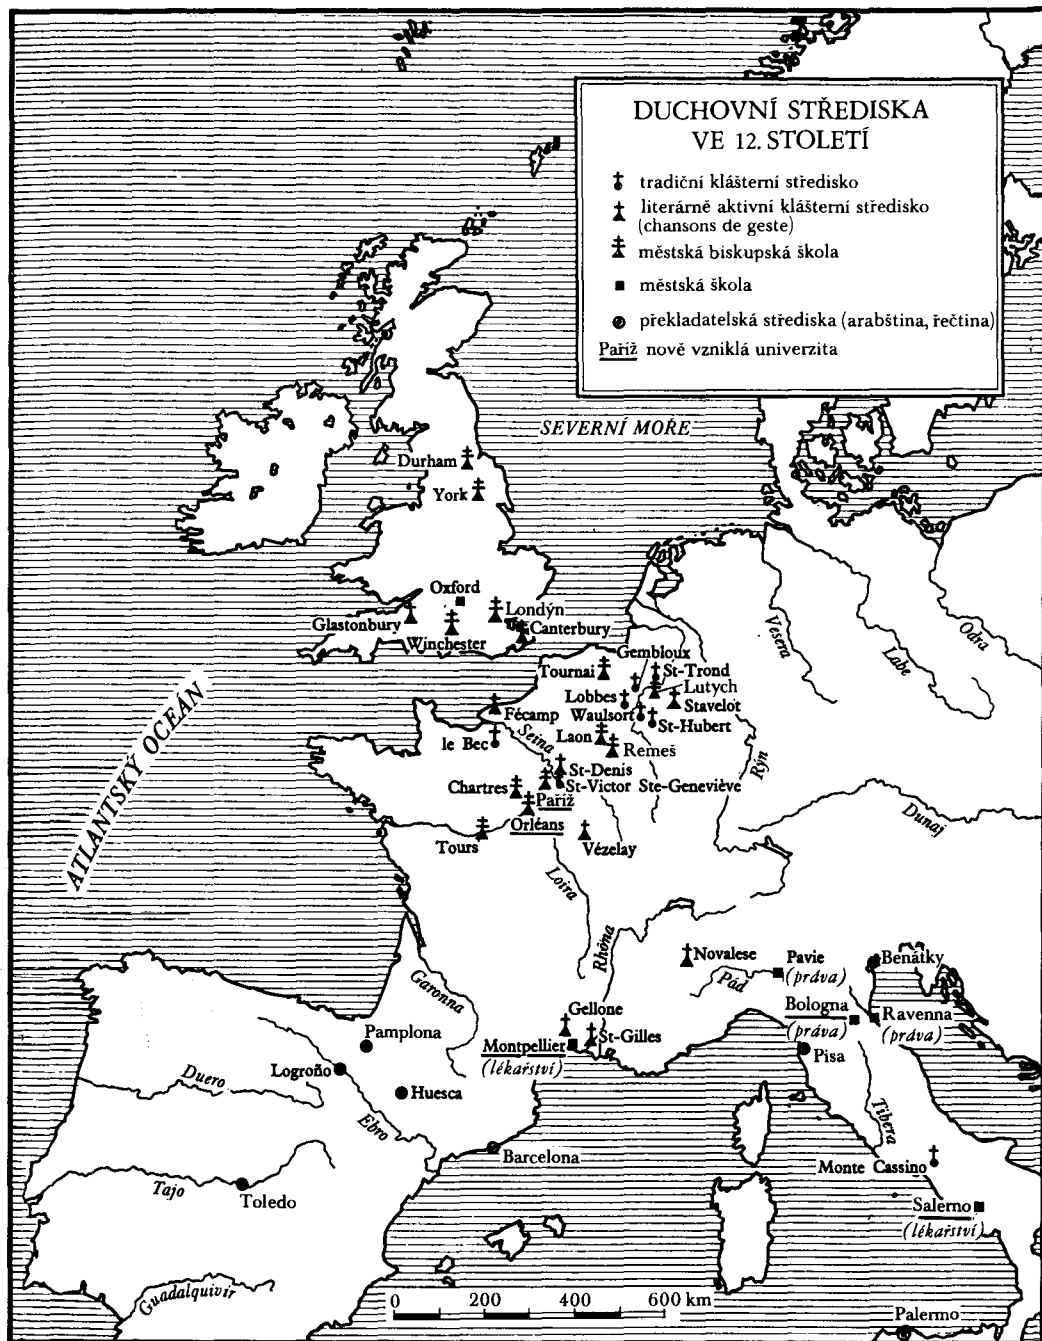 DUCHOVNÍ STŘEDISKA
VE 12. STOLETÍ
tradiční klášterní středisko
literárně aktivní klášterní středisko
(chansons de geste)
městská biskupská škola
městská škola
překladatelská střediska (arabština, řečtina)
Paříž nově vzniklá univerzita
SEVERNÍ MOŘE
Durham
York
Oxford
Londýn
Glastonbury
Winchester
Canterbury
Vesera
Labe
Odra
Gembloux
Tournai
St-Trond
Lutych
Lobbes
Stavelot
Waulsort
Fécamp
St-Hubert
Seina
Laon
le Bec
Remeš
Rýn
St-Denis
Chartres
St-Victor Ste-Geneviève
Paříž
Orléans
Dunaj
Tours
Vézelay
ATLANTSKÝ OCEÁN
Loira
Rhôna
Novalese
Pavie
(práva)
Benátky
Pád
Garonna
Gellone
Bologna
(práva)
Ravenna
(práva)
Pamplona
St-Gilles
Montpellier
(lékařství)
Pisa
Logroño
Duero
Huesca
Ebro
Tibera
Barcelona
Monte Cassino
Tajo
Toledo
Salerno
(lékařství)
Guadalquivir
0 200 400 600 km
Palermo